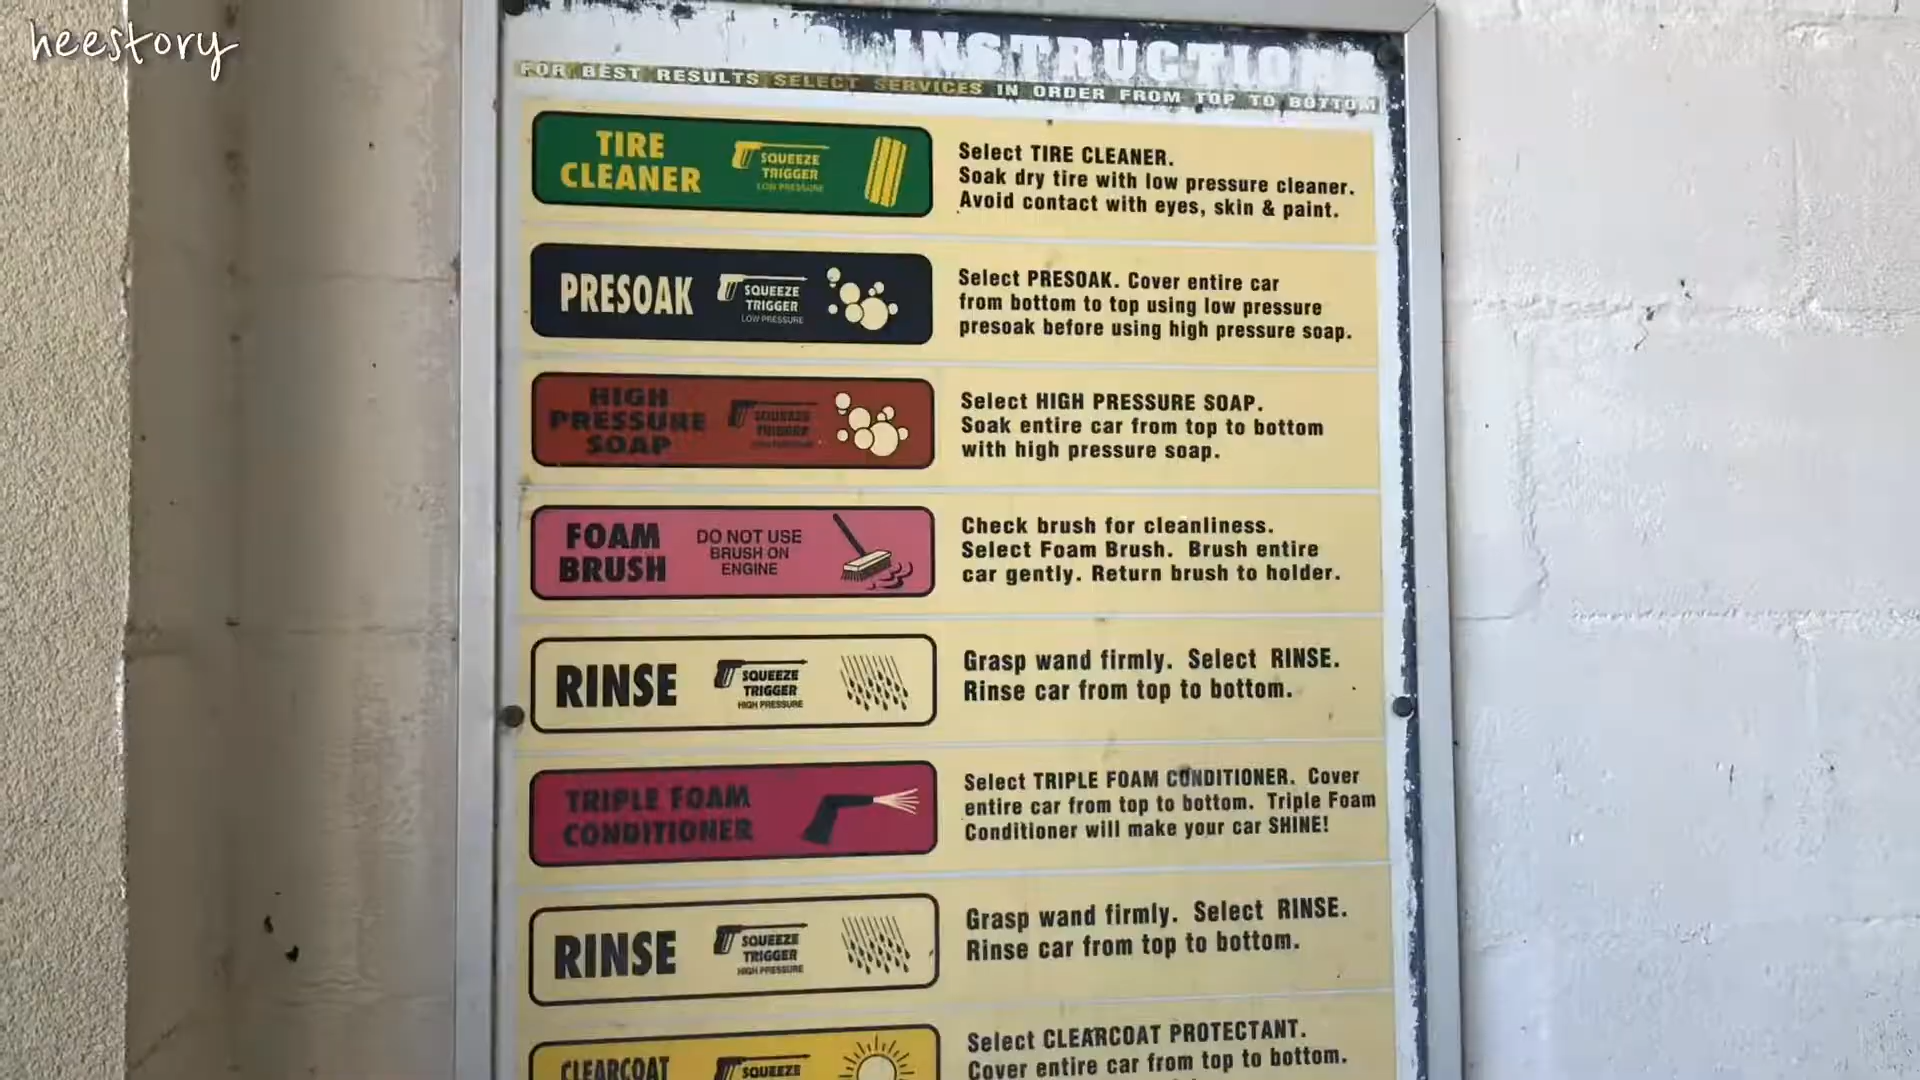 heestory
INSTRUCTIONS
FOR BEST RESULTS SELECT SERVICES IN ORDER FROM TOP TO BOTTOM
TIRE
CLEANER
SQUEEZE
TRIGGER
LOW PRESSURE
Select TIRE CLEANER.
Soak dry tire with low pressure cleaner.
Avoid contact with eyes, skin & paint.
PRESOAK
SQUEEZE
TRIGGER
LOW PRESSURE
Select PRESOAK. Cover entire car
from bottom to top using low pressure
presoak before using high pressure soap.
HIGH
PRESSURE
SOAP
SQUEEZE
TRIGGER
Select HIGH PRESSURE SOAP.
Soak entire car from top to bottom
with high pressure soap.
FOAM
BRUSH
DO NOT USE
BRUSH ON
ENGINE
Check brush for cleanliness.
Select Foam Brush. Brush entire
car gently. Return brush to holder.
RINSE
SQUEEZE
TRIGGER
HIGH PRESSURE
Grasp wand firmly. Select RINSE.
Rinse car from top to bottom.
TRIPLE FOAM
CONDITIONER
Select TRIPLE FOAM CONDITIONER. Cover
entire car from top to bottom. Triple Foam
Conditioner will make your car SHINE!
RINSE
SQUEEZE
TRIGGER
HIGH PRESSURE
Grasp wand firmly. Select RINSE.
Rinse car from top to bottom.
CLEARCOAT
SQUEEZE
Select CLEARCOAT PROTECTANT.
Cover entire car from top to bottom.